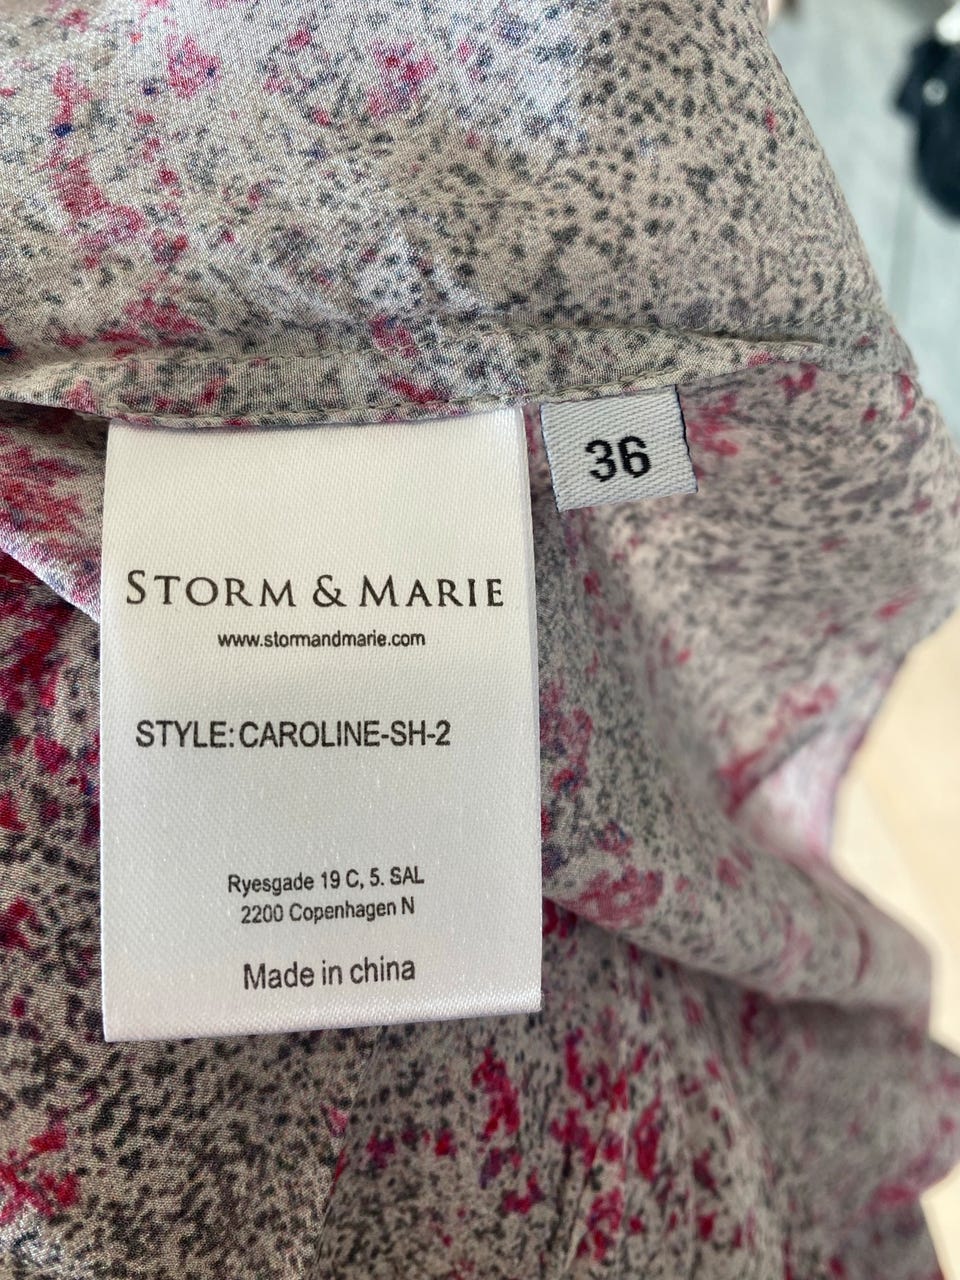 36
STORM & MARIE
www.stormandmarie.com
STYLE: CAROLINE-SH-2
Ryesgade 19 C, 5. SAL
2200 Copenhagen N
Made in china